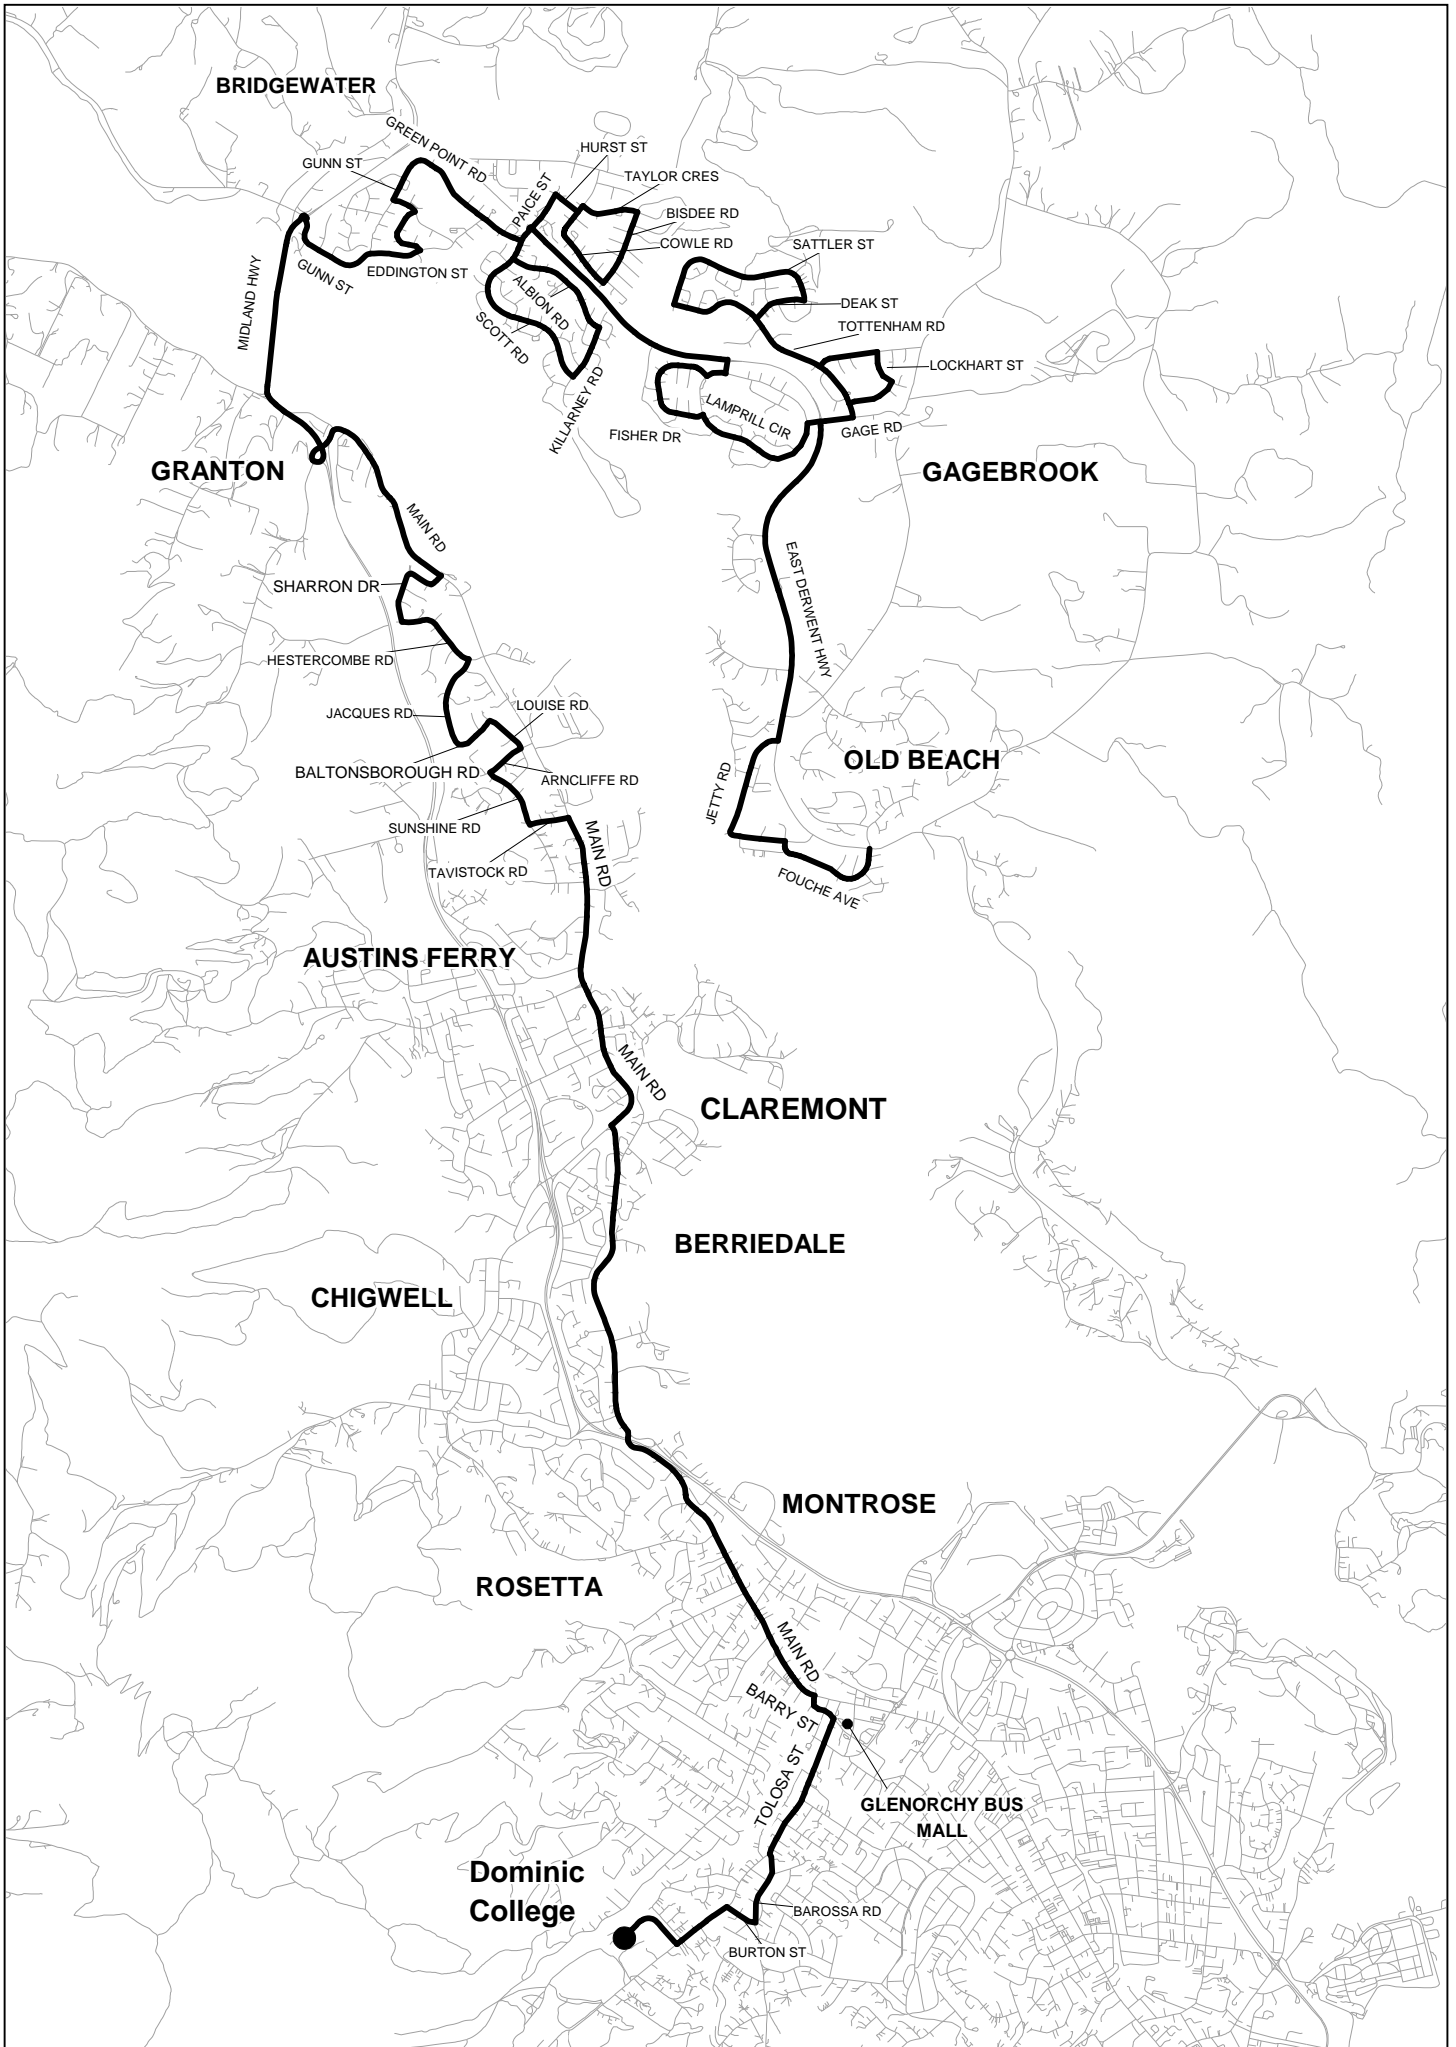 BRIDGEWATER
GREEN POINT RD
GUNN ST
HURST ST
PAICE ST
TAYLOR CRES
BISDEE RD
COWLE RD
SATTLER ST
GUNN ST
EDDINGTON ST
MIDLAND HWY
ALBION RD
SCOTT RD
DEAK ST
TOTTENHAM RD
LOCKHART ST
KILLARNEY RD
LAMPRILL CIR
FISHER DR
GAGE RD
GRANTON
GAGEBROOK
MAIN RD
EAST DERWENT HWY
SHARRON DR
HESTERCOMBE RD
JACQUES RD
LOUISE RD
BALTONSBOROUGH RD
ARNCLIFFE RD
OLD BEACH
JETTY RD
SUNSHINE RD
MAIN RD
TAVISTOCK RD
FOUCHE AVE
AUSTINS FERRY
MAIN RD
CLAREMONT
BERRIEDALE
CHIGWELL
MONTROSE
ROSETTA
MAIN RD
BARRY ST
TOLOSA ST
GLENORCHY BUS
MALL
Dominic
College
BAROSSA RD
BURTON ST